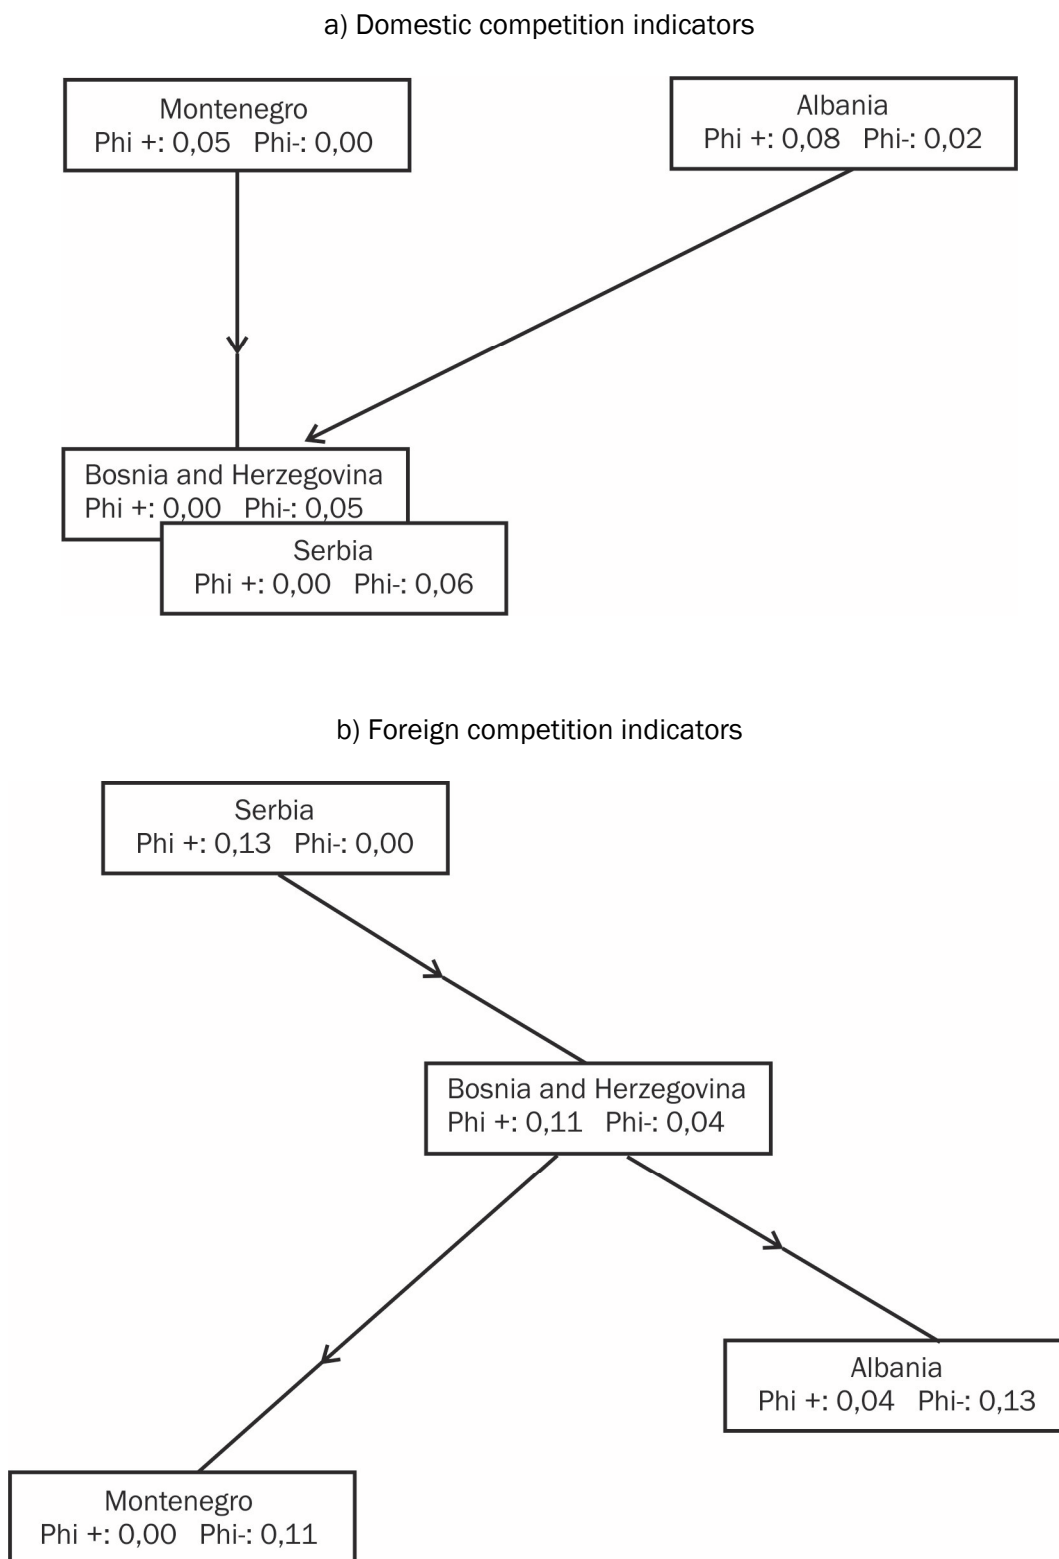 a) Domestic competition indicators
Montenegro
Phi +: 0,05 Phi-: 0,00
Albania
Phi +: 0,08 Phi-: 0,02
Bosnia and Herzegovina
Phi +: 0,00 Phi-: 0,05
Serbia
Phi +: 0,00 Phi-: 0,06
b) Foreign competition indicators
Serbia
Phi +: 0,13 Phi-: 0,00
Bosnia and Herzegovina
Phi +: 0,11 Phi-: 0,04
Albania
Phi +: 0,04 Phi-: 0,13
Montenegro
Phi +: 0,00 Phi-: 0,11